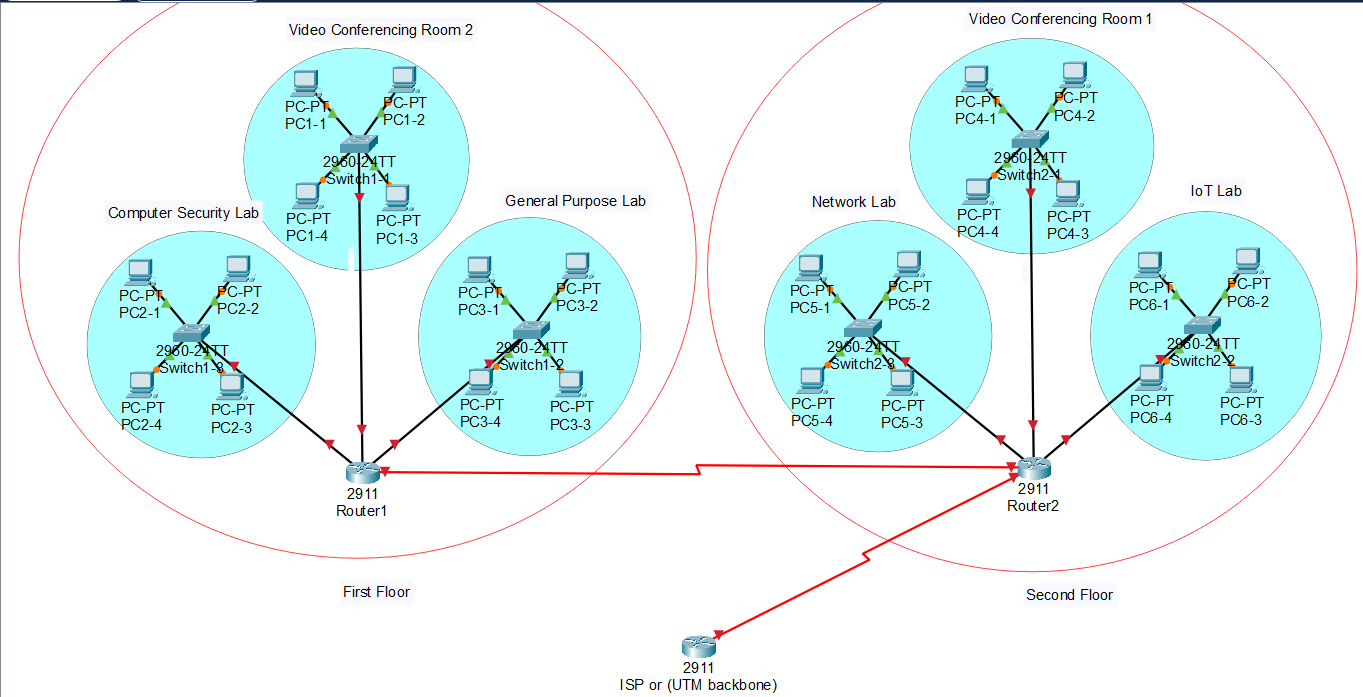 Video Conferencing Room 2
PC-PT
PC1-1
PC-PT
PC1-2
2960-24TT
Switch1-1
PC-PT
PC1-4
PC-PT
PC1-3
Computer Security Lab
PC-PT
PC2-1
PC-PT
PC2-2
2960-24TT
Switch1-3
PC-PT
PC2-4
PC-PT
PC2-3
General Purpose Lab
PC-PT
PC3-1
PC-PT
PC3-2
2960-24TT
Switch1-2
PC-PT
PC3-4
PC-PT
PC3-3
2911
Router1
First Floor
Video Conferencing Room 1
PC-PT
PC4-1
PC-PT
PC4-2
2960-24TT
Switch2-1
PC-PT
PC4-4
PC-PT
PC4-3
Network Lab
PC-PT
PC5-1
PC-PT
PC5-2
2960-24TT
Switch2-3
PC-PT
PC5-4
PC-PT
PC5-3
IoT Lab
PC-PT
PC6-1
PC-PT
PC6-2
2960-24TT
Switch2-2
PC-PT
PC6-4
PC-PT
PC6-3
2911
Router2
Second Floor
2911
ISP or (UTM backbone)